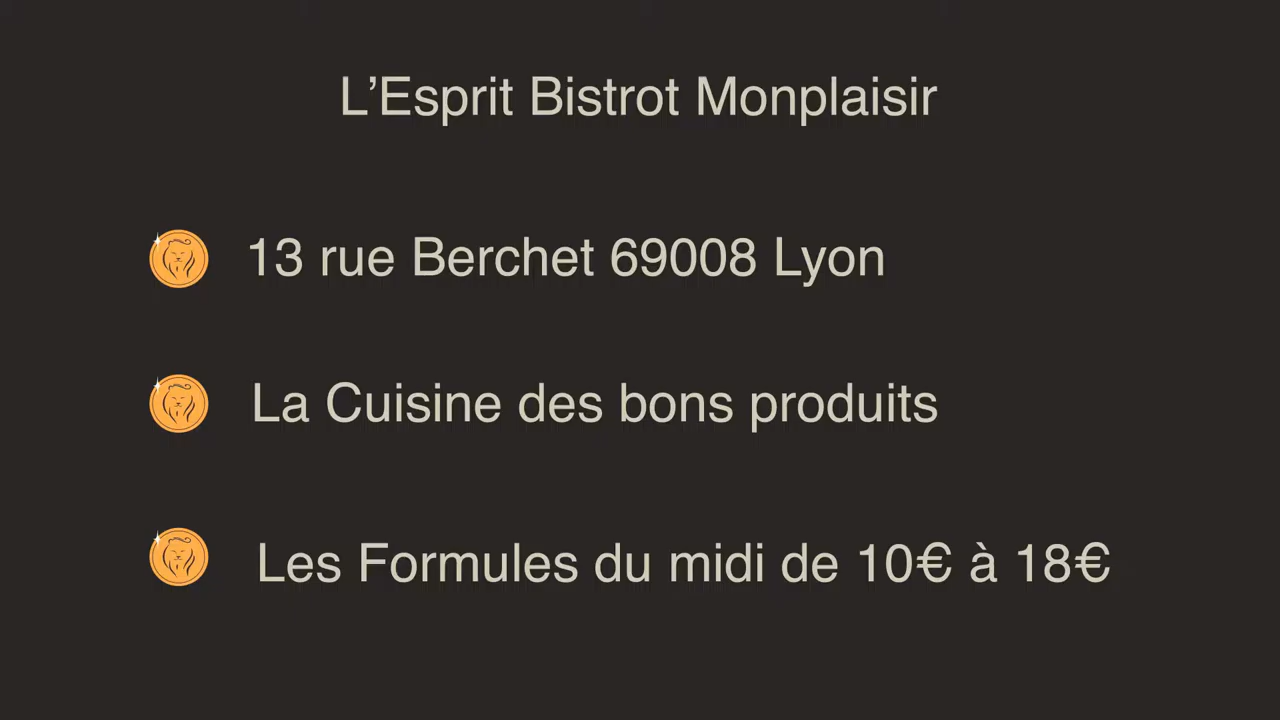 L’Esprit Bistrot Monplaisir
13 rue Berchet 69008 Lyon
La Cuisine des bons produits
Les Formules du midi de 10€ à 18€